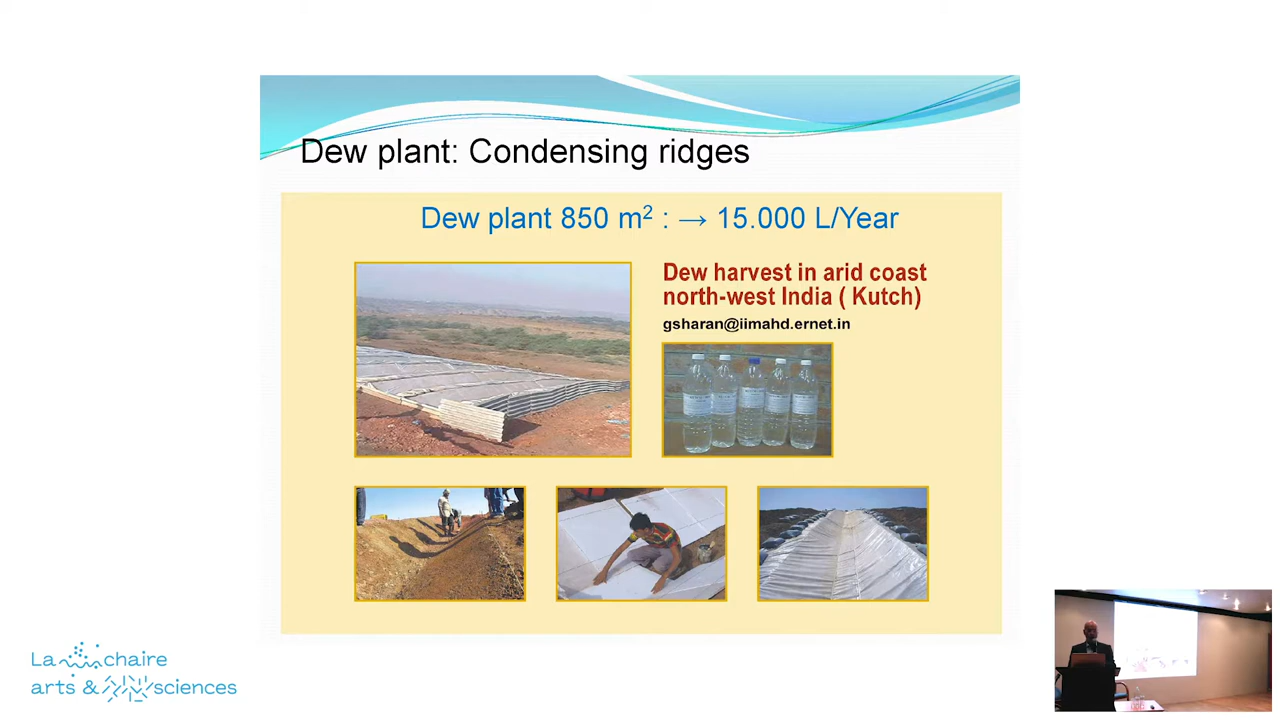 Dew plant: Condensing ridges
Dew plant 850 m² : → 15.000 L/Year
Dew harvest in arid coast
north-west India ( Kutch)
gsharan@iimahd.ernet.in
La chaire
arts & sciences